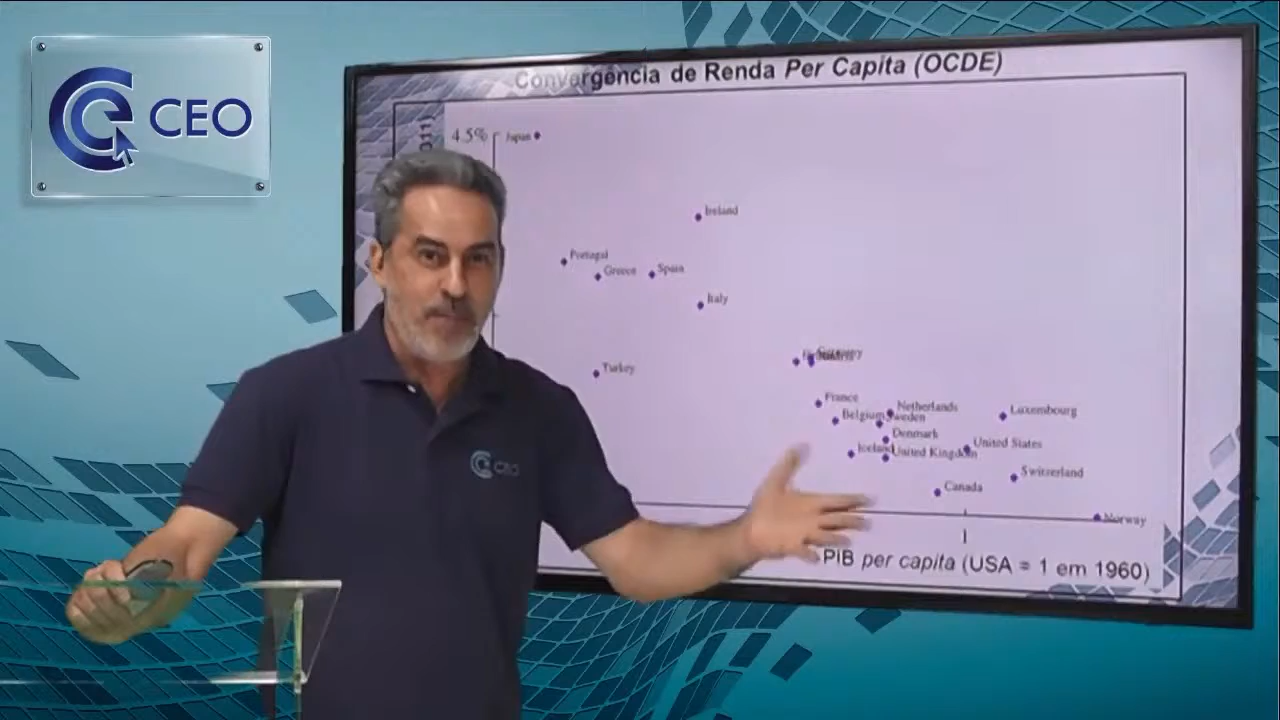 CEO
Convergência de Renda Per Capita (OCDE)
011)
4.5%
Japan
Ireland
Portugal
Greece
Spain
Italy
Turkey
France
Netherlands
Belgium
Sweden
Luxembourg
Denmark
United States
Iceland
United Kingdom
Switzerland
Canada
Norway
1
PIB per capita (USA = 1 em 1960)
CEO